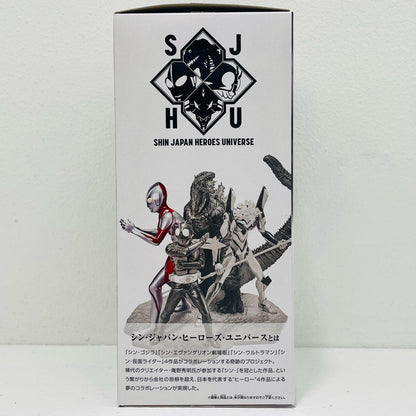 S J
H U
SHIN JAPAN HEROES UNIVERSE
シン・ジャパン・ヒーローズ・ユニバースとは
『シン・ゴジラ』『シン・エヴァンゲリオン劇場版』『シン・ウルトラマン』『シ
ン・仮面ライダー』4作品がコラボレーションする奇跡のプロジェクト。
稀代のクリエイター・庵野秀明氏が参加する「シン」を冠とした作品、とい
う繋がりから会社の垣根を超え、日本を代表する"ヒーロー"4作品による
夢のコラボレーションが実現した。